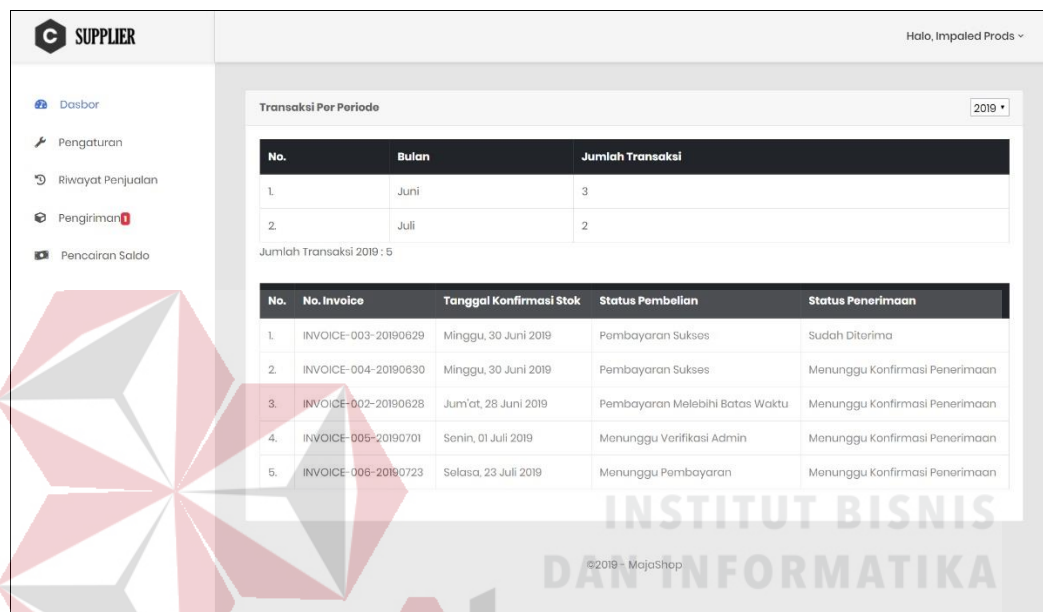 C SUPPLIER
Halo, Impaled Prods
Dasbor
Pengaturan
Riwayat Penjualan
Pengiriman 1
Pencairan Saldo
Transaksi Per Periode 2019
No. Bulan Jumlah Transaksi
1. Juni 3
2. Juli 2
Jumlah Transaksi 2019 : 5
No. No. Invoice Tanggal Konfirmasi Stok Status Pembelian Status Penerimaan
1. INVOICE-003-20190629 Minggu, 30 Juni 2019 Pembayaran Sukses Sudah Diterima
2. INVOICE-004-20190630 Minggu, 30 Juni 2019 Pembayaran Sukses Menunggu Konfirmasi Penerimaan
3. INVOICE-002-20190628 Jum'at, 28 Juni 2019 Pembayaran Melebihi Batas Waktu Menunggu Konfirmasi Penerimaan
4. INVOICE-005-20190701 Senin, 01 Juli 2019 Menunggu Verifikasi Admin Menunggu Konfirmasi Penerimaan
5. INVOICE-006-20190723 Selasa, 23 Juli 2019 Menunggu Pembayaran Menunggu Konfirmasi Penerimaan
INSTITUT BISNIS
DAN INFORMATIKA
©2019 - MajaShop